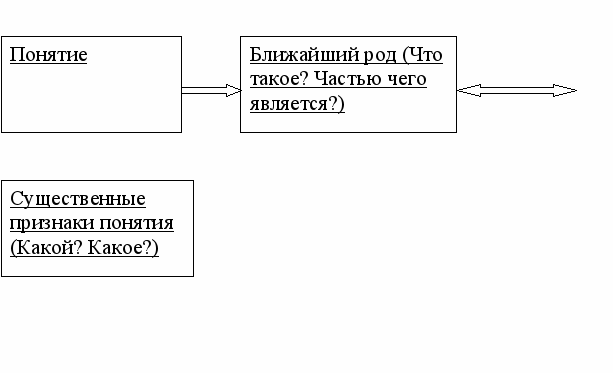 Понятие
Ближайший род (Что
такое? Частью чего
является?)
Существенные
признаки понятия
(Какой? Какое?)